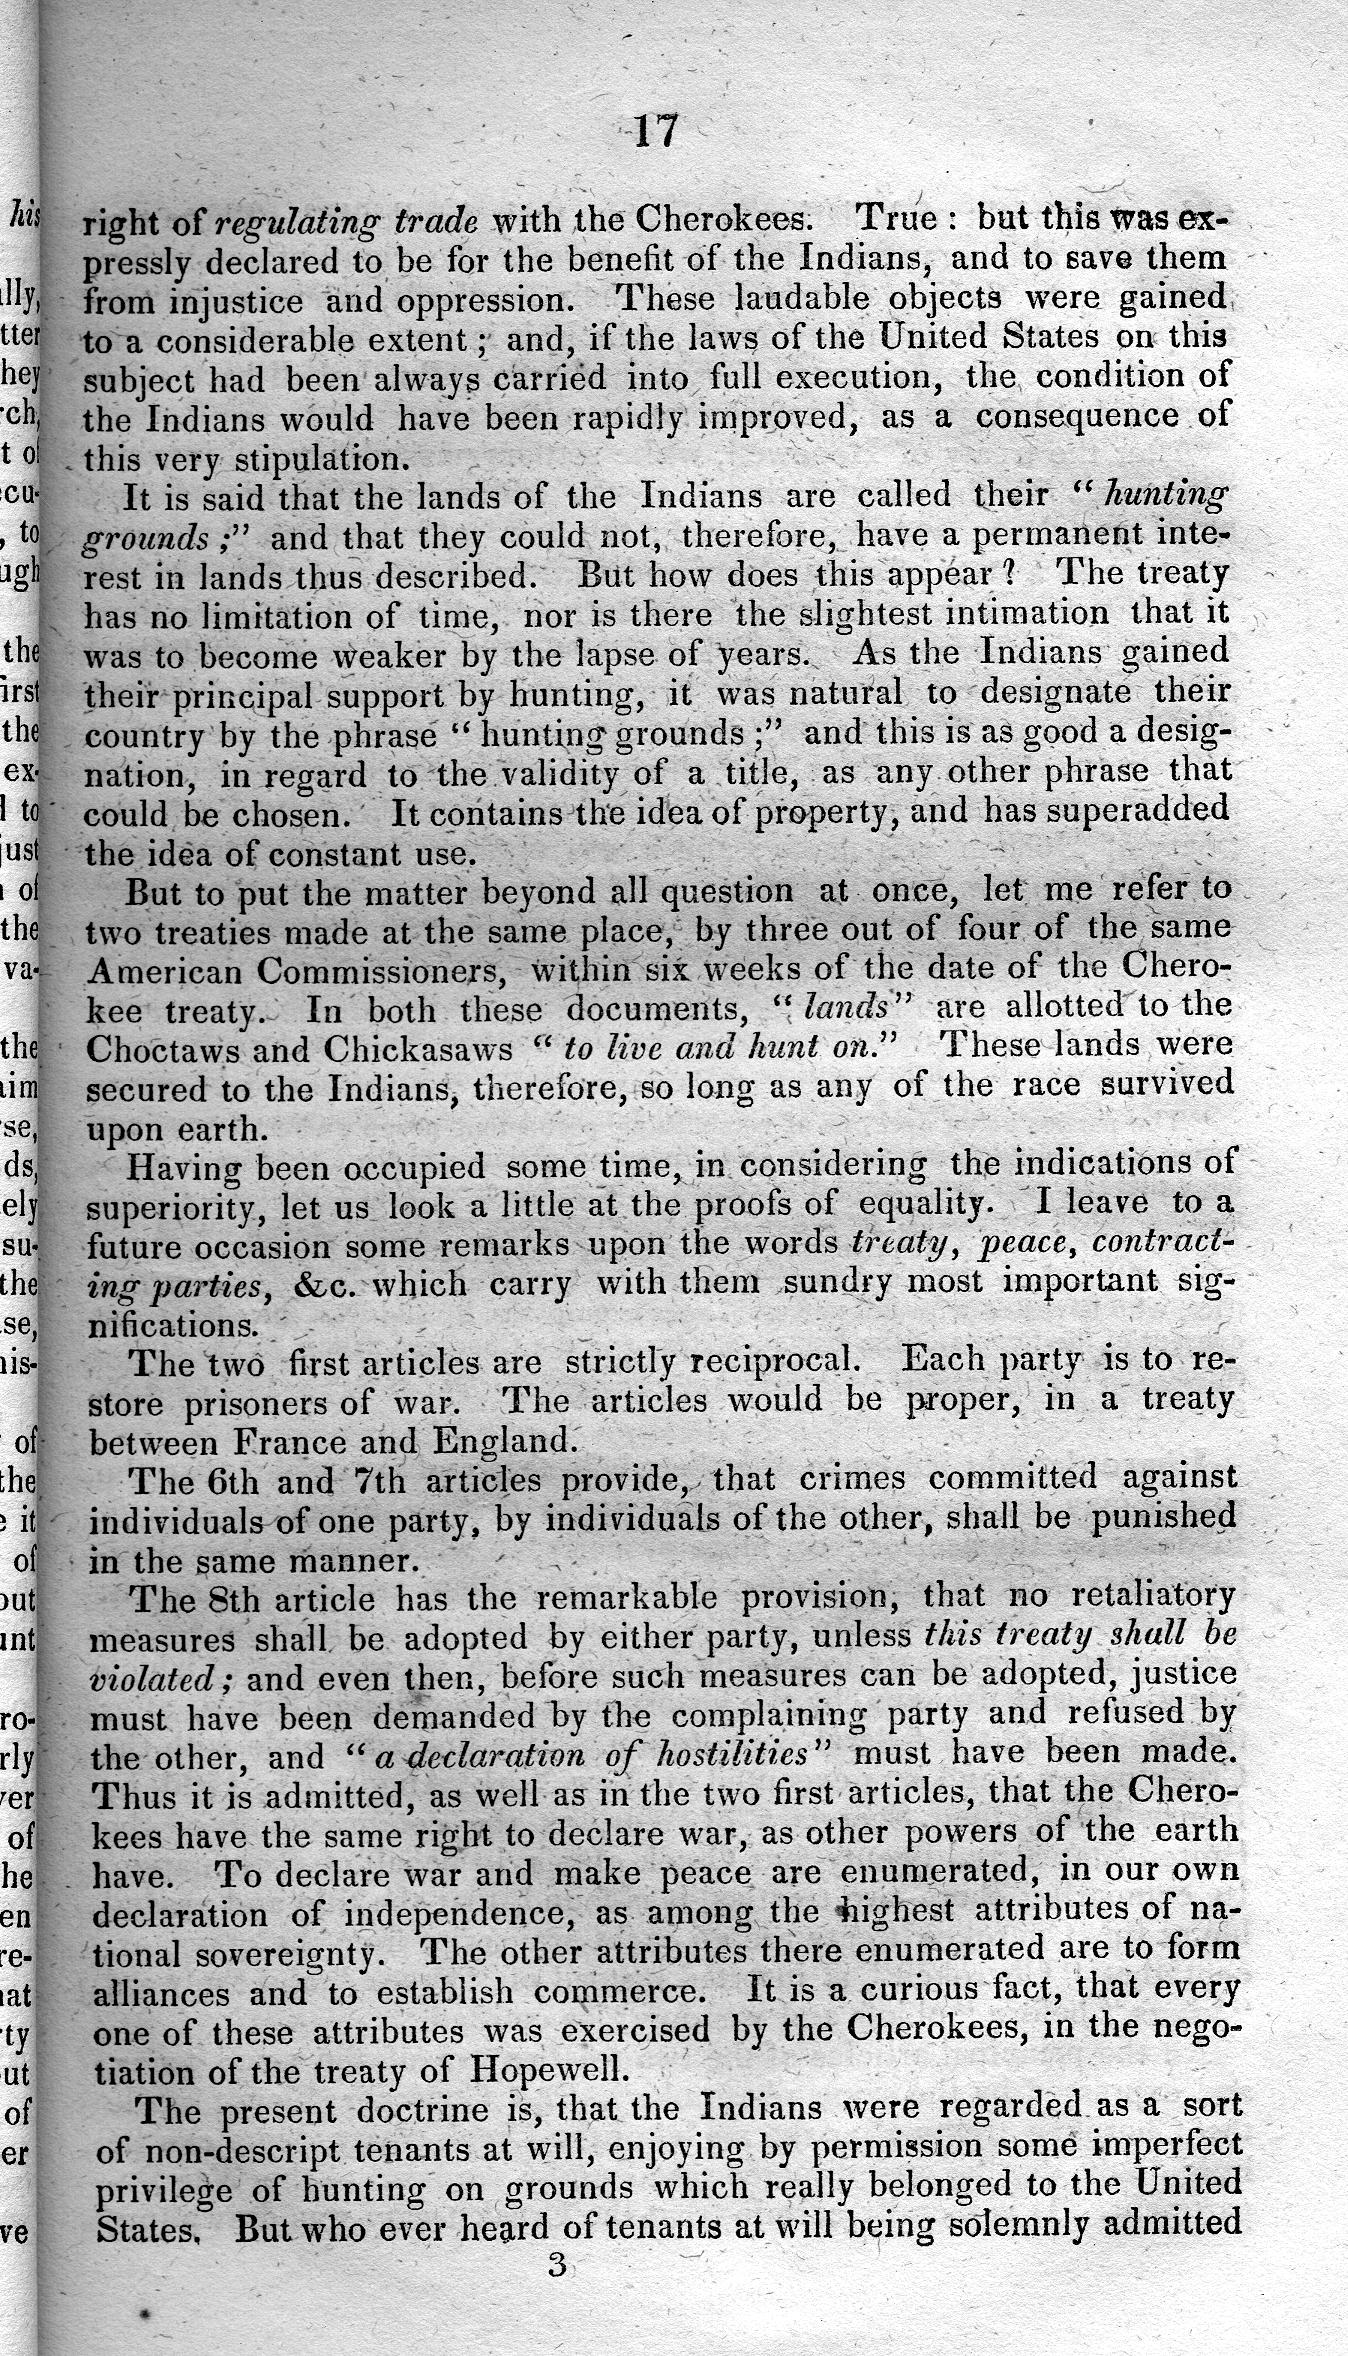 17
right of regulating trade with the Cherokees. True: but this was ex-
pressly declared to be for the benefit of the Indians, and to save them
from injustice and oppression. These laudable objects were gained
to a considerable extent; and, if the laws of the United States on this
subject had been always carried into full execution, the condition of
the Indians would have been rapidly improved, as a consequence of
this very stipulation.
It is said that the lands of the Indians are called their "hunting
grounds;" and that they could not, therefore, have a permanent inte-
rest in lands thus described. But how does this appear? The treaty
has no limitation of time, nor is there the slightest intimation that it
was to become weaker by the lapse of years. As the Indians gained
their principal support by hunting, it was natural to designate their
country by the phrase "hunting grounds;" and this is as good a desig-
nation, in regard to the validity of a title, as any other phrase that
could be chosen. It contains the idea of property, and has superadded
the idea of constant use.
But to put the matter beyond all question at once, let me refer to
two treaties made at the same place, by three out of four of the same
American Commissioners, within six weeks of the date of the Chero-
kee treaty. In both these documents, "lands" are allotted to the
Choctaws and Chickasaws "to live and hunt on." These lands were
secured to the Indians, therefore, so long as any of the race survived
upon earth.
Having been occupied some time, in considering the indications of
superiority, let us look a little at the proofs of equality. I leave to a
future occasion some remarks upon the words treaty, peace, contract-
ing parties, &c. which carry with them sundry most important sig-
nifications.
The two first articles are strictly reciprocal. Each party is to re-
store prisoners of war. The articles would be proper, in a treaty
between France and England.
The 6th and 7th articles provide, that crimes committed against
individuals of one party, by individuals of the other, shall be punished
in the same manner.
The 8th article has the remarkable provision, that no retaliatory
measures shall be adopted by either party, unless this treaty shall be
violated; and even then, before such measures can be adopted, justice
must have been demanded by the complaining party and refused by
the other, and "a declaration of hostilities" must have been made.
Thus it is admitted, as well as in the two first articles, that the Chero-
kees have the same right to declare war, as other powers of the earth
have. To declare war and make peace are enumerated, in our own
declaration of independence, as among the highest attributes of na-
tional sovereignty. The other attributes there enumerated are to form
alliances and to establish commerce. It is a curious fact, that every
one of these attributes was exercised by the Cherokees, in the nego-
tiation of the treaty of Hopewell.
The present doctrine is, that the Indians were regarded as a sort
of non-descript tenants at will, enjoying by permission some imperfect
privilege of hunting on grounds which really belonged to the United
States. But who ever heard of tenants at will being solemnly admitted
3